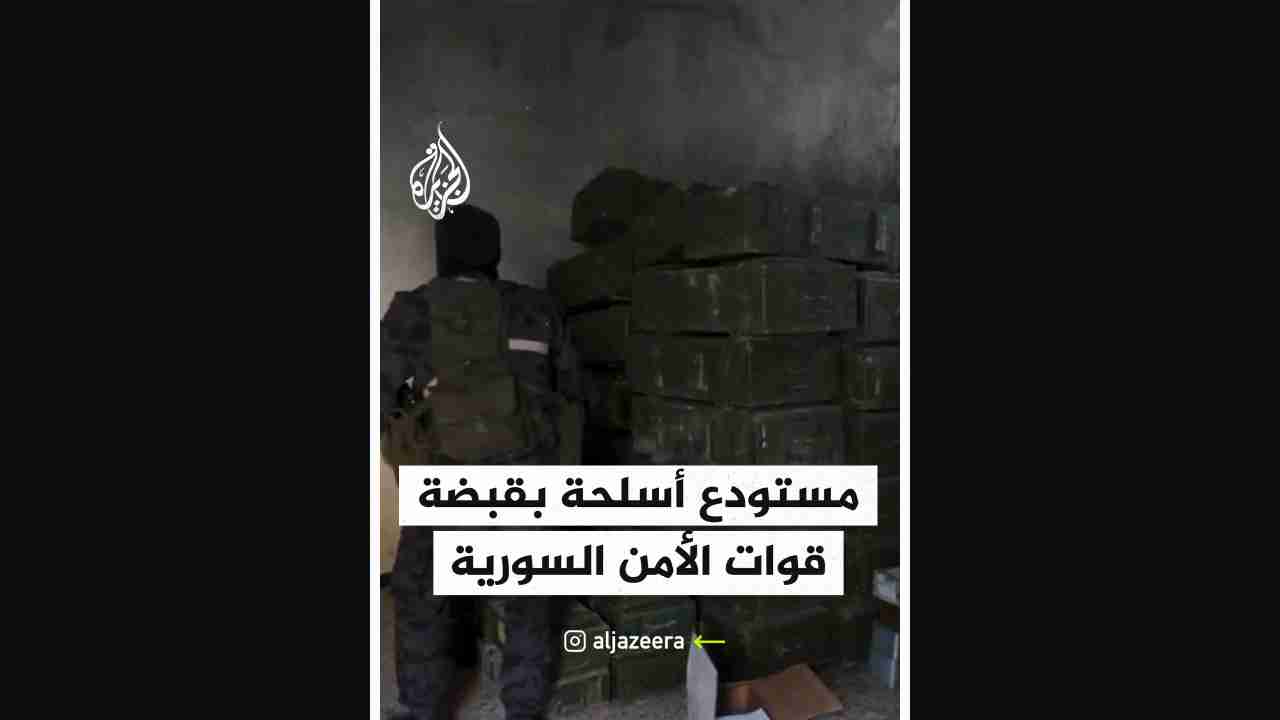 الجزيرة
مستودع أسلحة بقبضة
قوات الأمن السورية
aljazeera